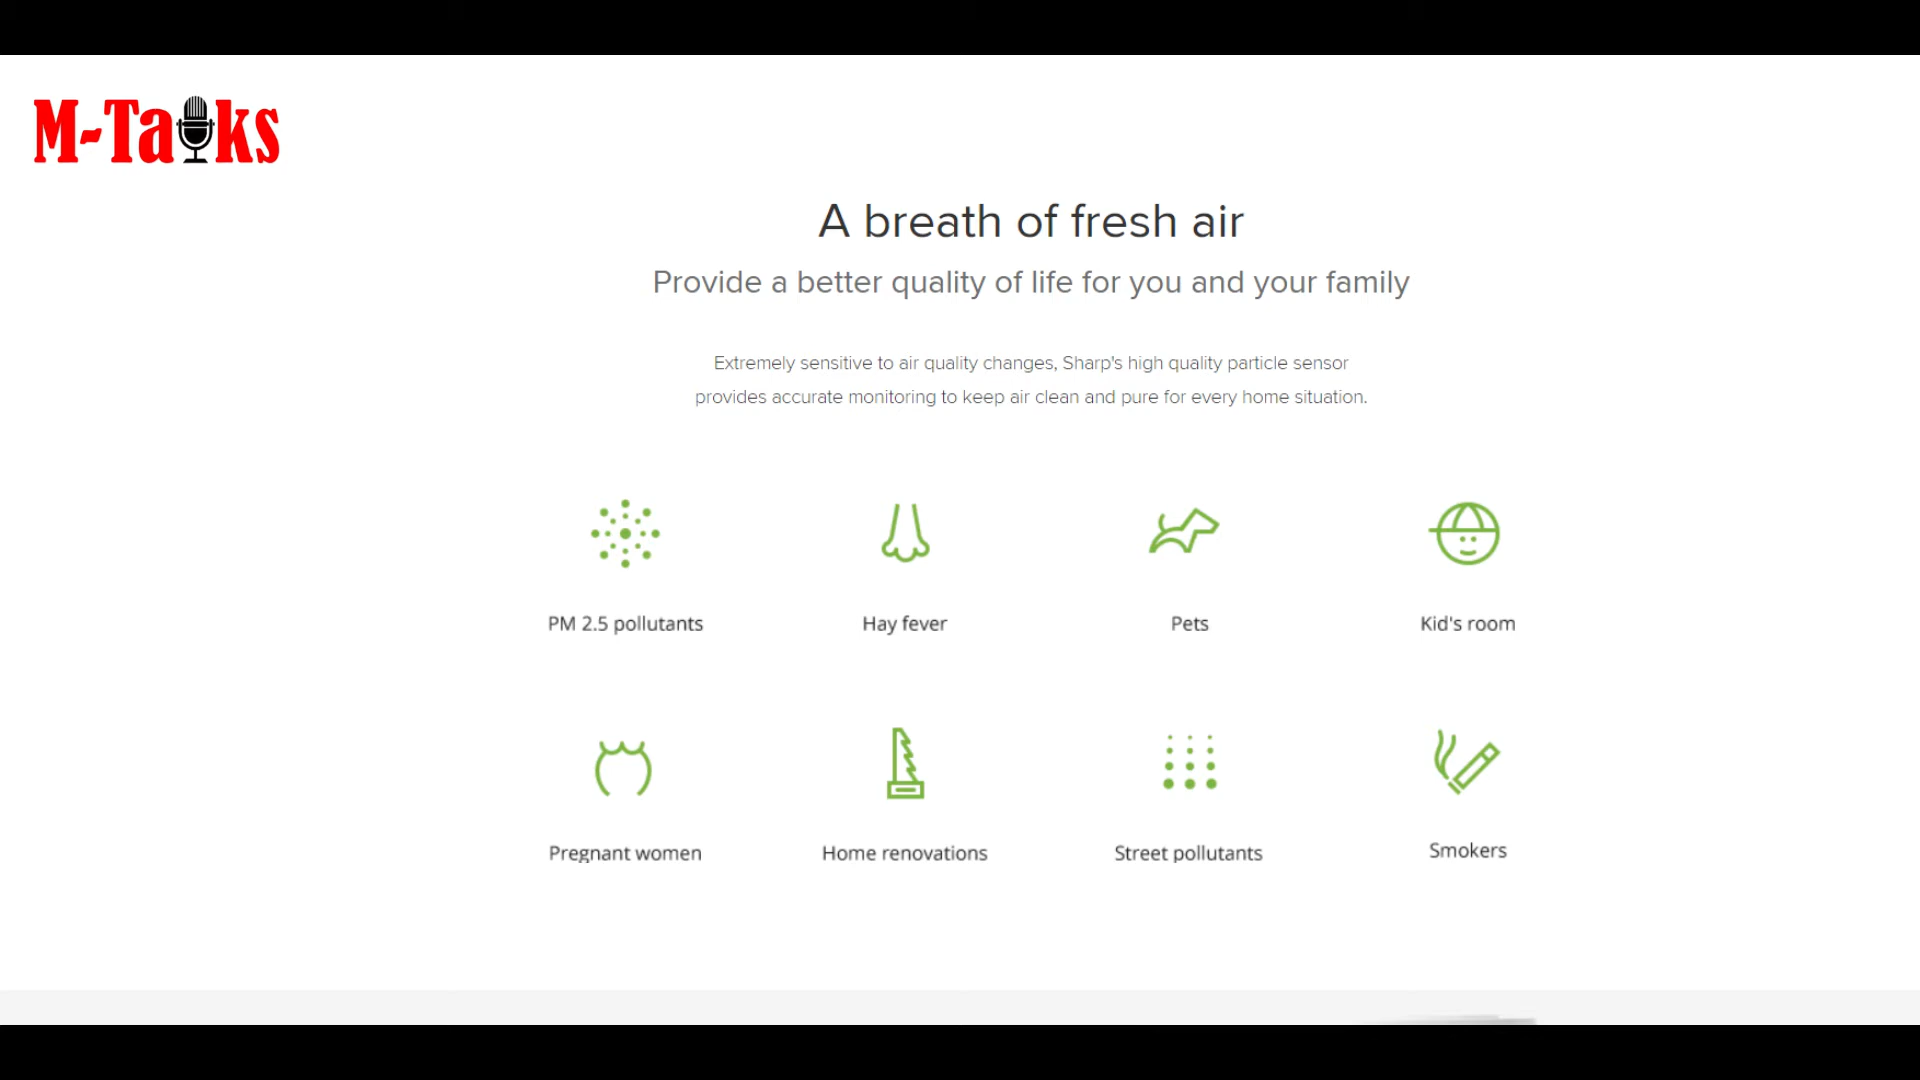 M-Talks
A breath of fresh air
Provide a better quality of life for you and your family
Extremely sensitive to air quality changes, Sharp's high quality particle sensor
provides accurate monitoring to keep air clean and pure for every home situation.
PM 2.5 pollutants
Hay fever
Pets
Kid's room
Pregnant women
Home renovations
Street pollutants
Smokers